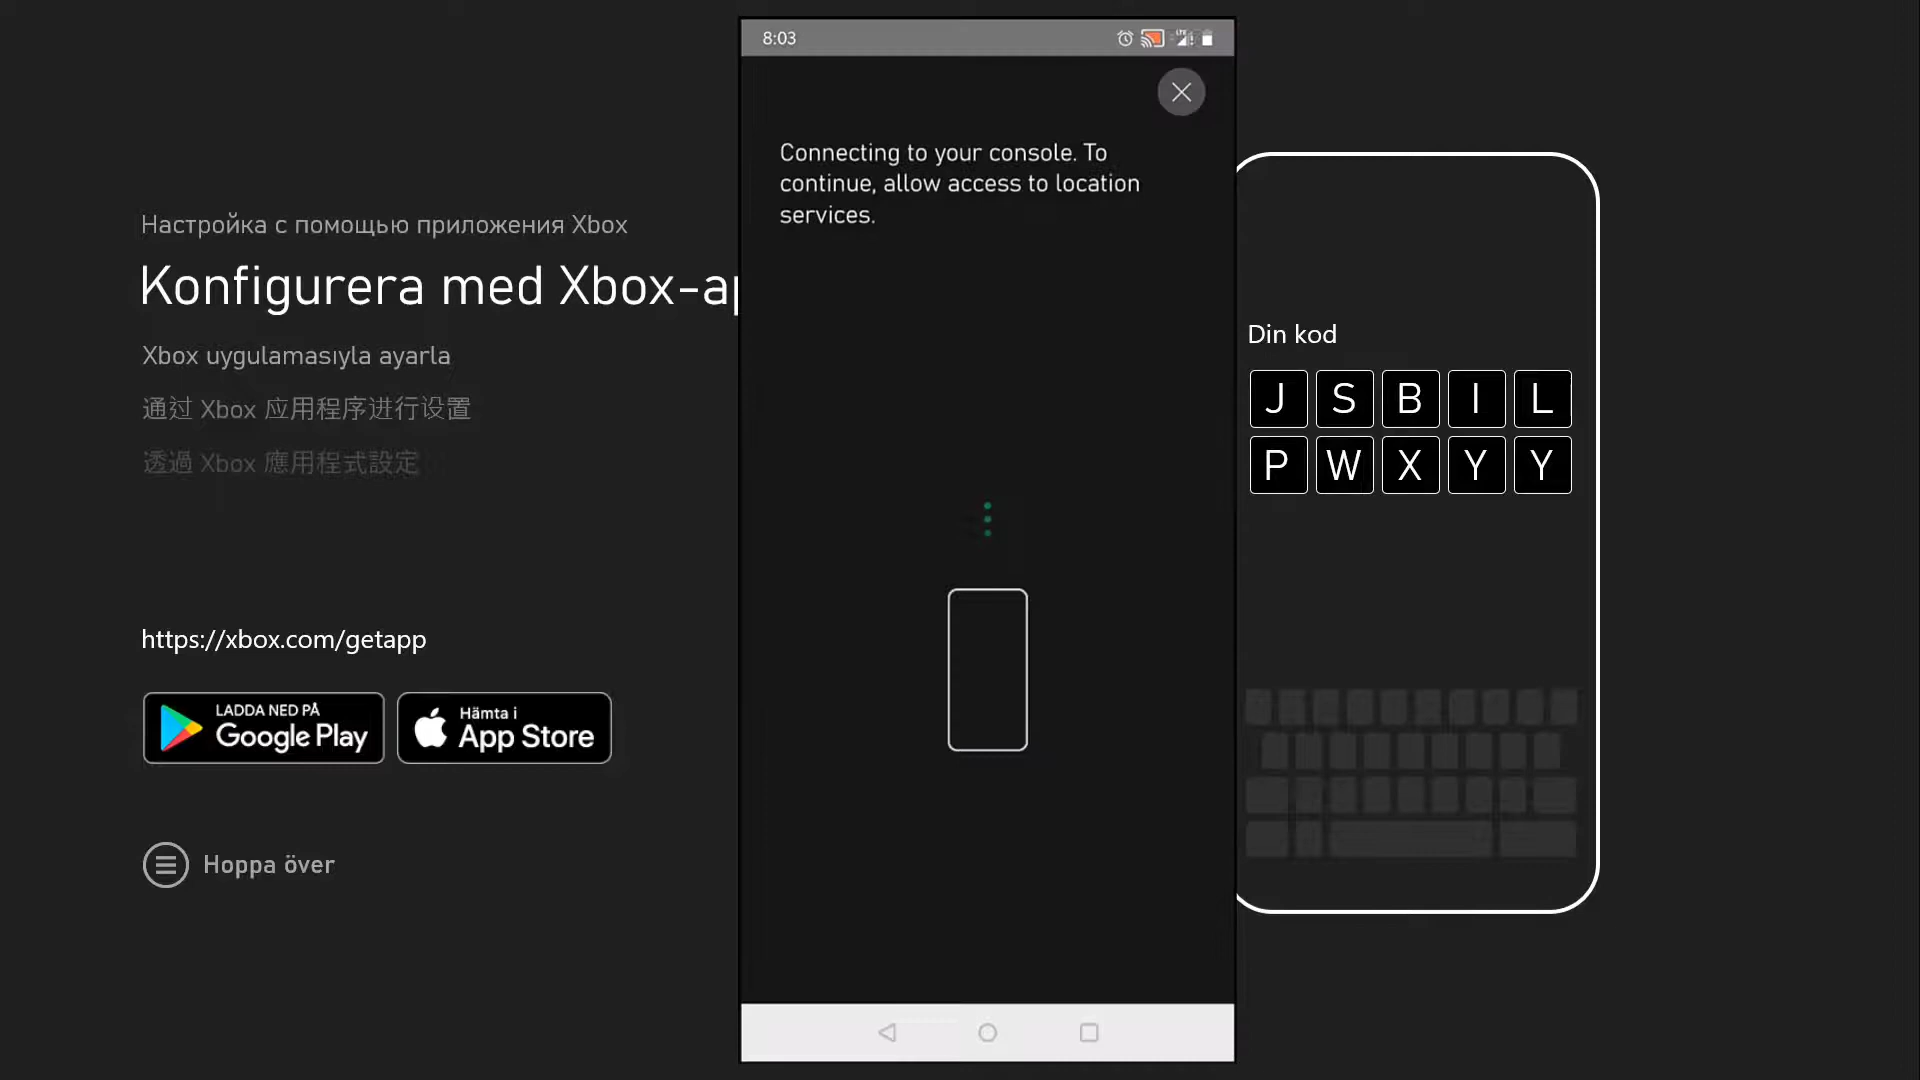 8:03
Connecting to your console. To
continue, allow access to location
services.
Настройка с помощью приложения Xbox
Konfigurera med Xbox-ap
Xbox uygulamasıyla ayarla
通过 Xbox 应用程序进行设置
透過 Xbox 應用程式設定
https://xbox.com/getapp
LADDA NED PÅ
Google Play
Hämta i
App Store
Hoppa över
Din kod
J S B I L
P W X Y Y